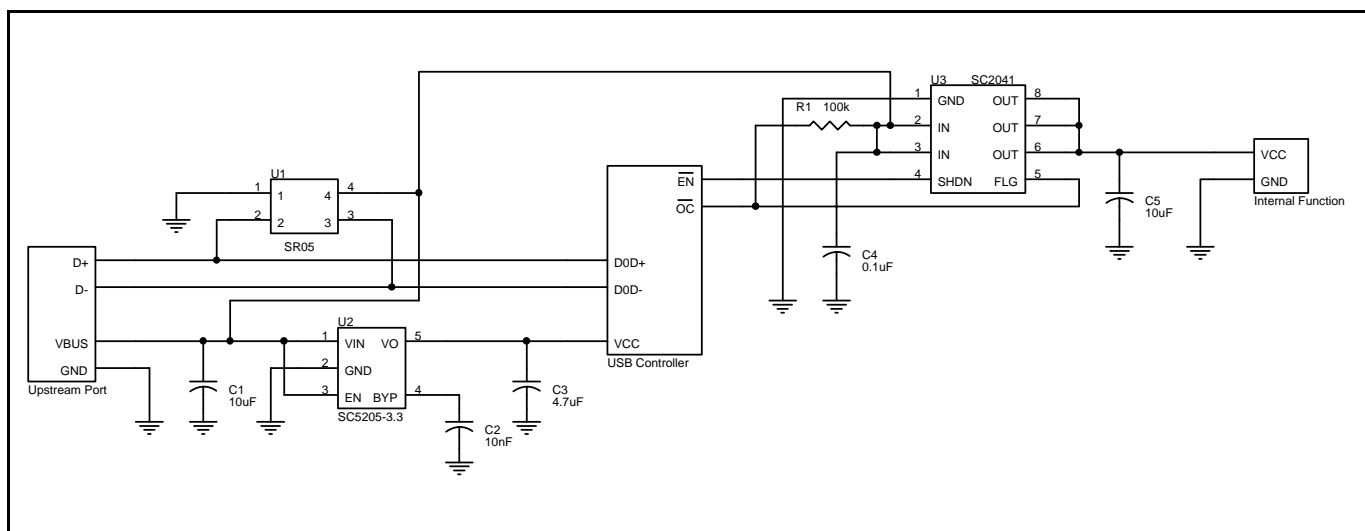 U3 SC2041
1 GND OUT 8
R1 100k
2 IN OUT 7
3 IN OUT 6
4 SHDN FLG 5
VCC
GND
Internal Function
C5
10uF
C4
0.1uF
EN
OC
D0D+
D0D-
VCC
USB Controller
U1
1 1 4 4
2 2 3 3
SR05
D+
D-
VBUS
GND
Upstream Port
C1
10uF
U2
1 VIN VO 5
2 GND
3 EN BYP 4
SC5205-3.3
C2
10nF
C3
4.7uF